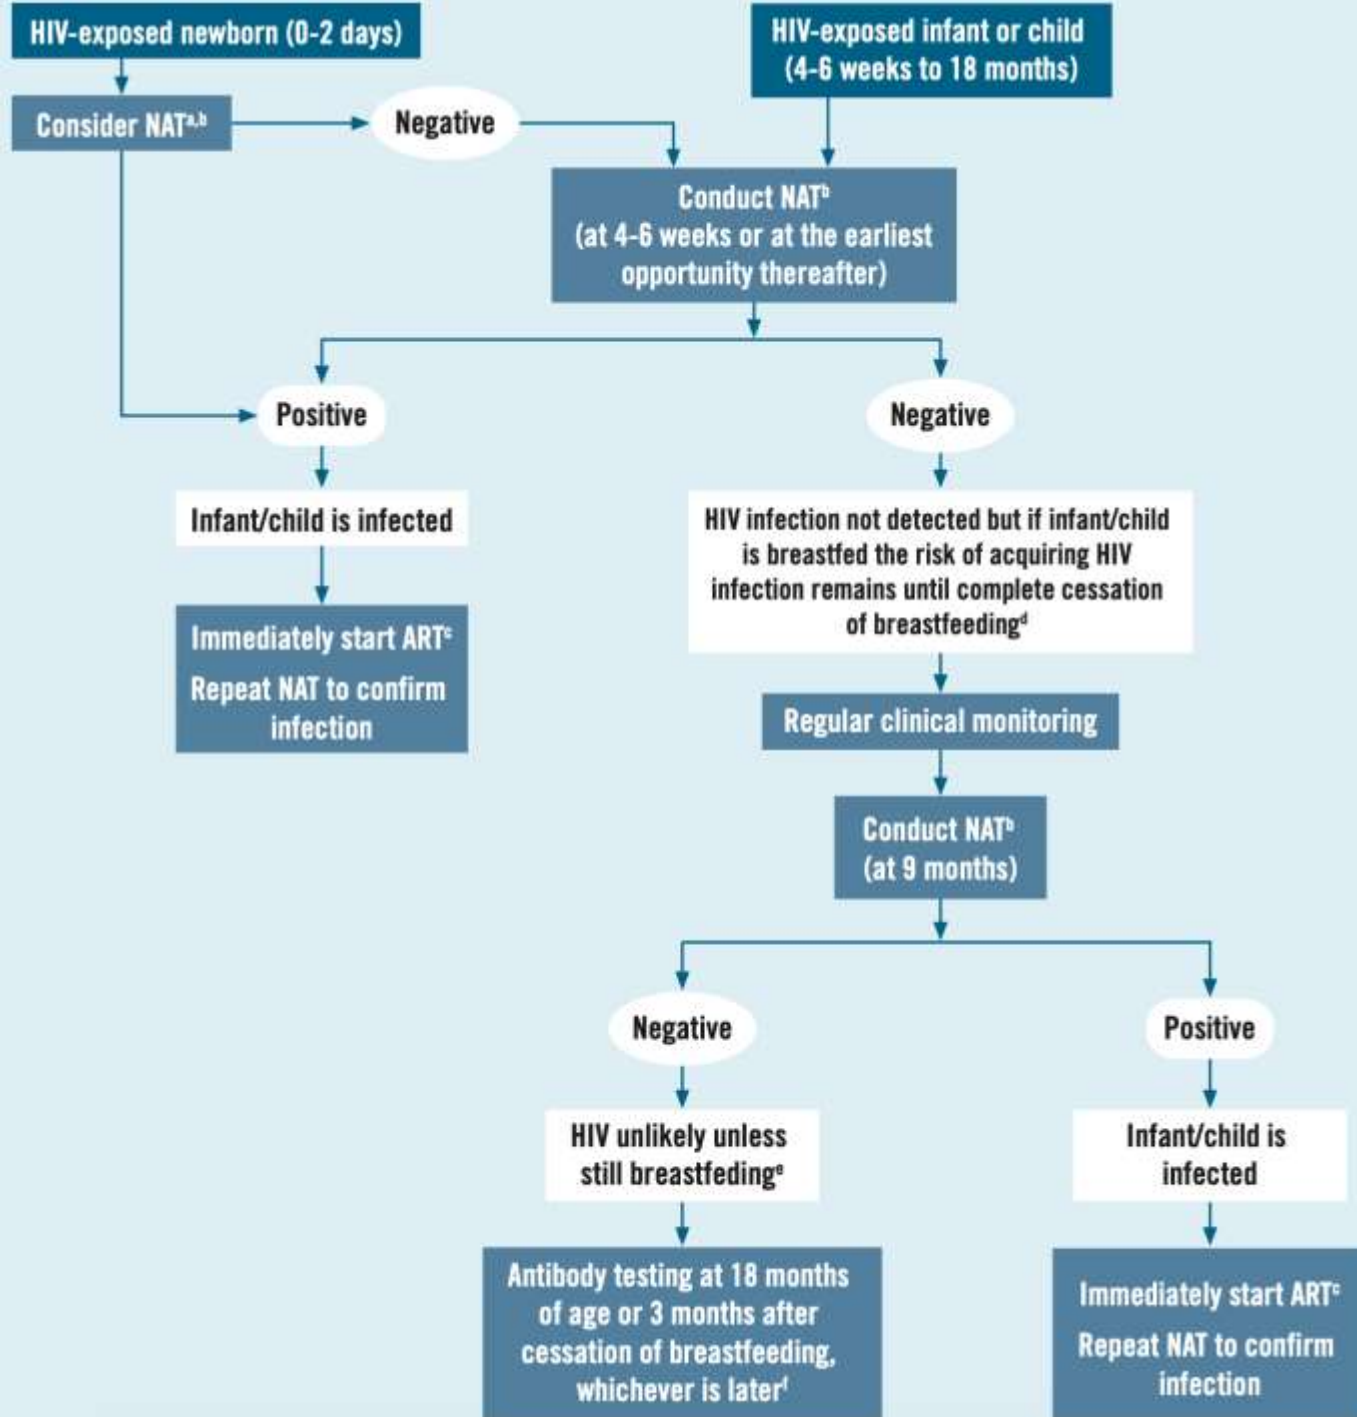 HIV-exposed newborn (0-2 days)
HIV-exposed infant or child
(4-6 weeks to 18 months)
Consider NATᵃ,ᵇ
Negative
Conduct NATᵇ
(at 4-6 weeks or at the earliest
opportunity thereafter)
Positive
Negative
Infant/child is infected
HIV infection not detected but if infant/child
is breastfed the risk of acquiring HIV
infection remains until complete cessation
of breastfeedingᵈ
Immediately start ARTᶜ
Repeat NAT to confirm
infection
Regular clinical monitoring
Conduct NATᵇ
(at 9 months)
Negative
Positive
HIV unlikely unless
still breastfedingᵉ
Infant/child is
infected
Antibody testing at 18 months
of age or 3 months after
cessation of breastfeeding,
whichever is laterᶠ
Immediately start ARTᶜ
Repeat NAT to confirm
infection